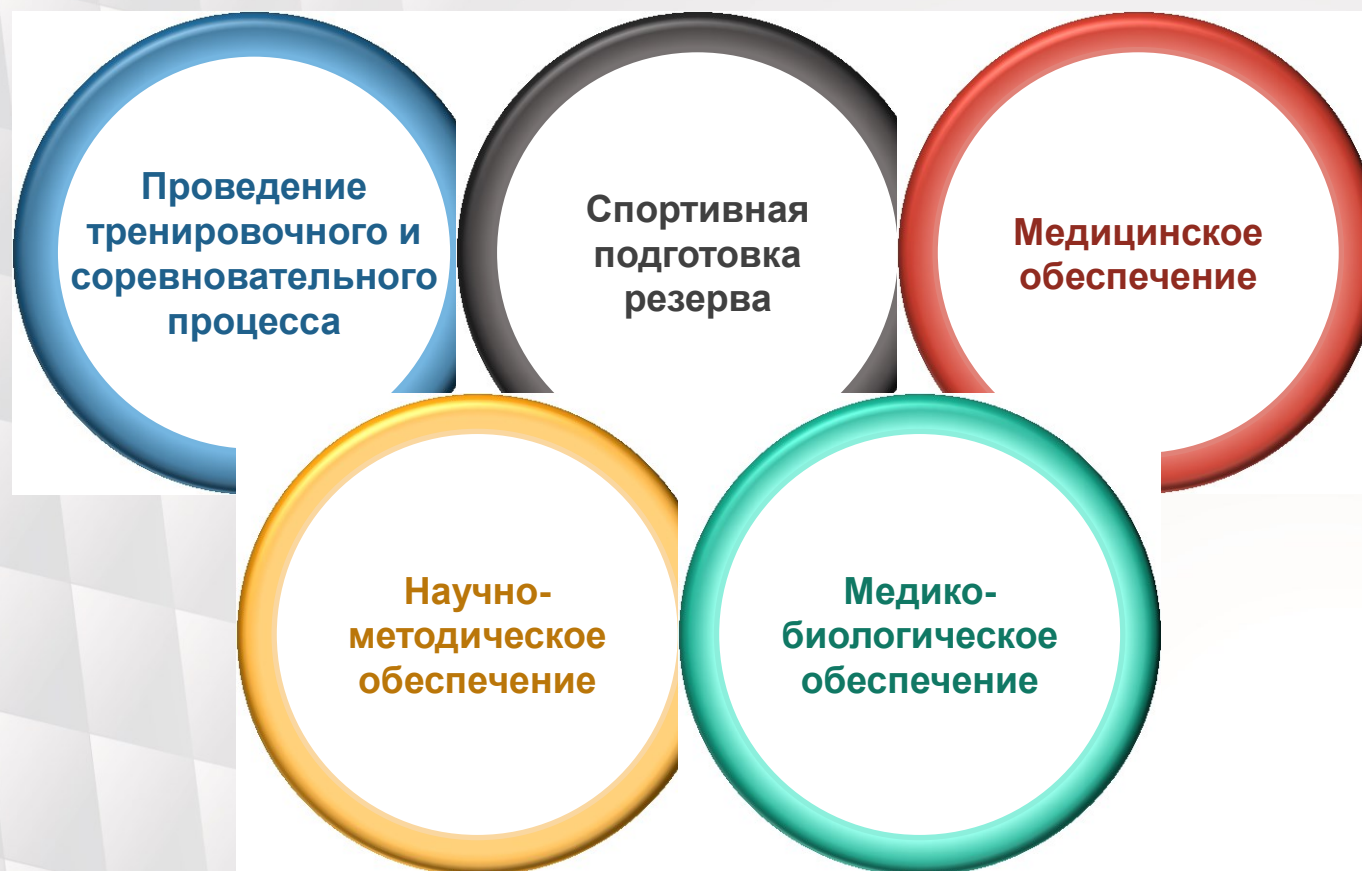 Проведение
тренировочного и
соревновательного
процесса
Спортивная
подготовка
резерва
Медицинское
обеспечение
Научно-
методическое
обеспечение
Медико-
биологическое
обеспечение